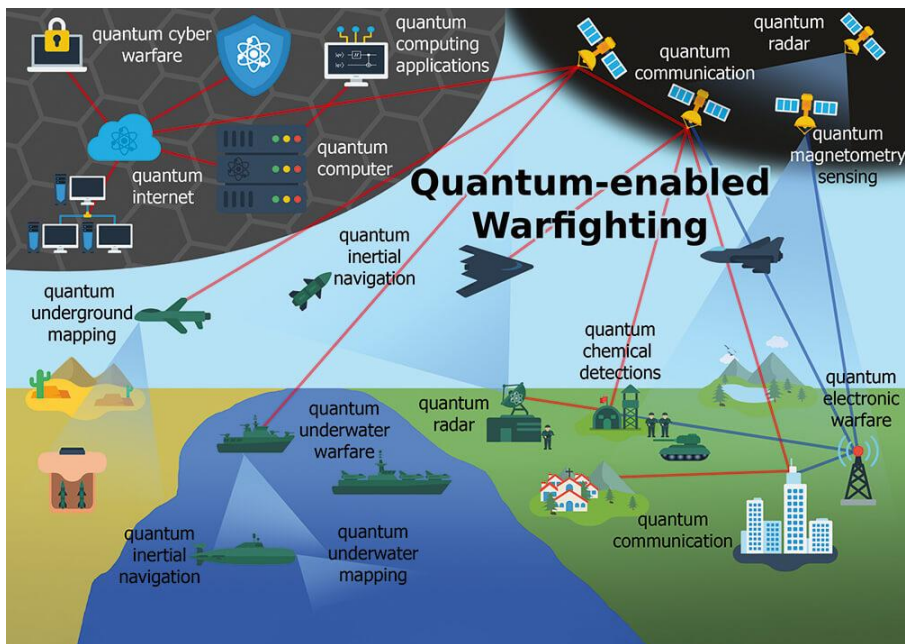 quantum cyber
warfare
quantum
computing
applications
quantum
communication
quantum
radar
quantum
computer
quantum
internet
quantum
magnetometry
sensing
Quantum-enabled
Warfighting
quantum
inertial
navigation
quantum
underground
mapping
quantum
chemical
detections
quantum
radar
quantum
electronic
warfare
quantum
underwater
warfare
quantum
communication
quantum
inertial
navigation
quantum
underwater
mapping